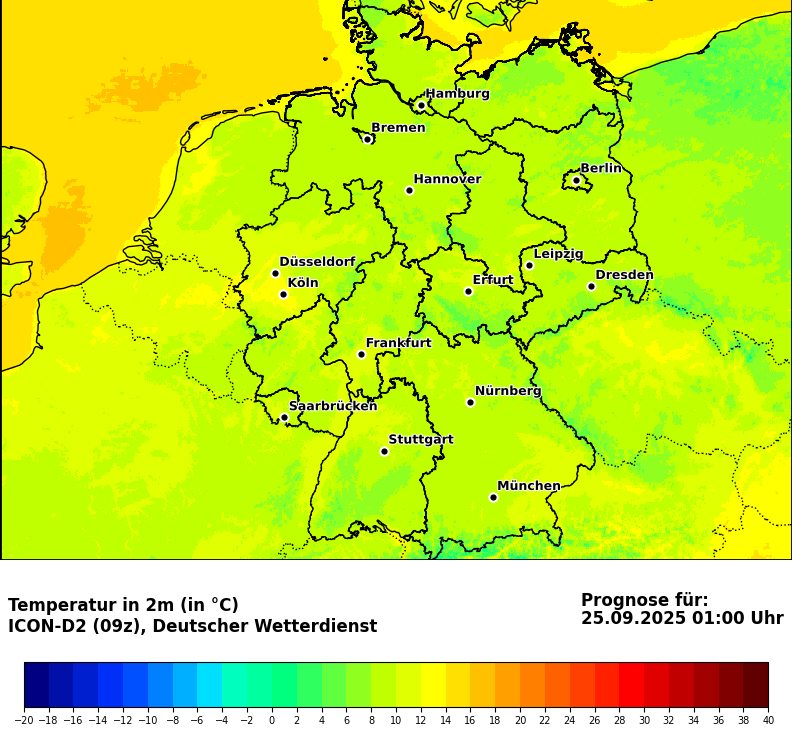 Hamburg
Bremen
Berlin
Hannover
Leipzig
Düsseldorf
Dresden
Erfurt
Köln
Frankfurt
Nürnberg
Saarbrücken
Stuttgart
München
Temperatur in 2m (in °C)
ICON-D2 (09z), Deutscher Wetterdienst
Prognose für:
25.09.2025 01:00 Uhr
−20 −18 −16 −14 −12 −10 −8 −6 −4 −2 0 2 4 6 8 10 12 14 16 18 20 22 24 26 28 30 32 34 36 38 40